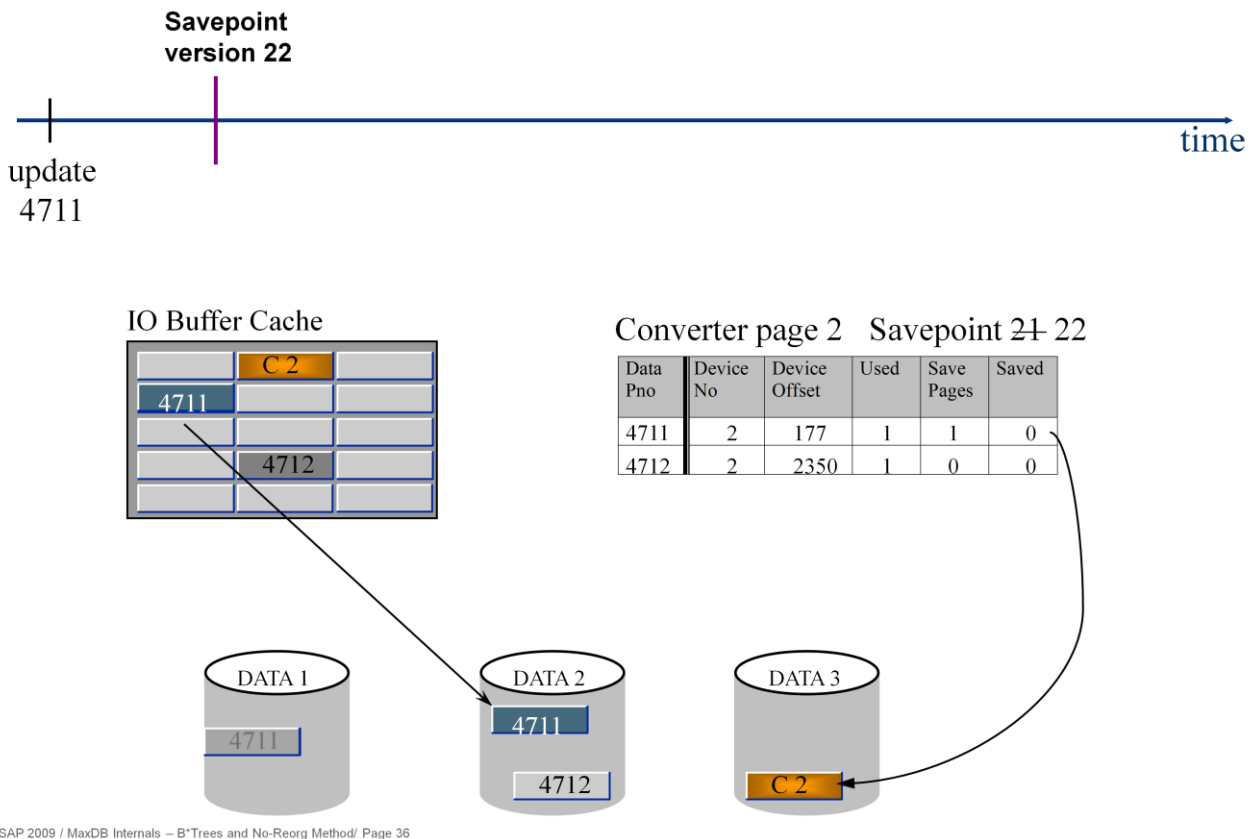 Savepoint
version 22
time
update
4711
IO Buffer Cache
Converter page 2 Savepoint 21 22
C 2
4711
4712
Data Pno Device No Device Offset Used Save Pages Saved
4711 2 177 1 1 0
4712 2 2350 1 0 0
DATA 1
DATA 2
DATA 3
4711
4711
4712
C 2
SAP 2009 / MaxDB Internals – B*Trees and No-Reorg Method/ Page 36